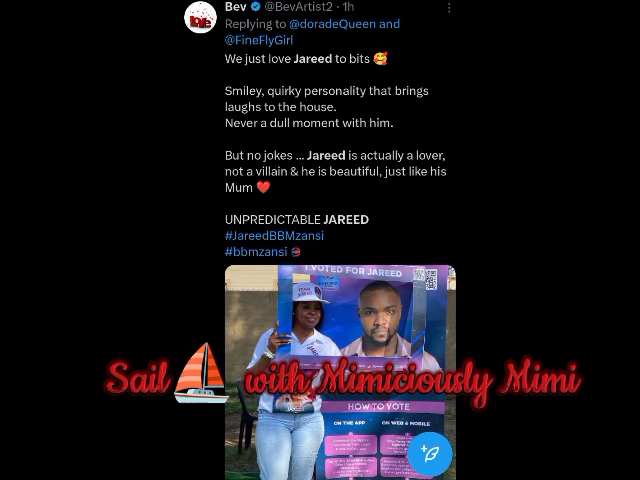 Bev @BevArtist2 · 1h
Replying to @doradeQueen and
@FineFlyGirl
We just love Jareed to bits 🥰
Smiley, quirky personality that brings
laughs to the house.
Never a dull moment with him.
But no jokes ... Jareed is actually a lover,
not a villain & he is beautiful, just like his
Mum ❤️
UNPREDICTABLE JAREED
#JareedBBMzansi
#bbmzansi
I VOTED FOR JAREED
Sail ⛵ with Mimiciously Mimi
JAREED
HOW TO VOTE
ON THE APP ON WEB & MOBILE